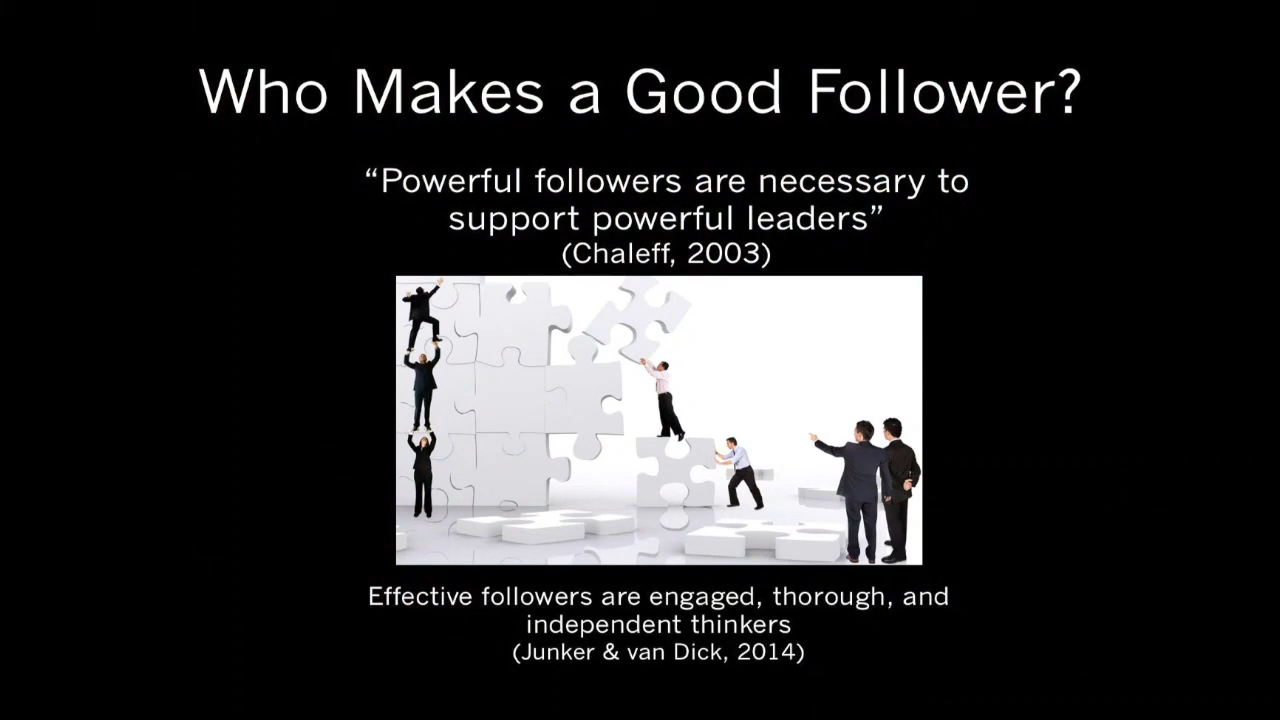 Who Makes a Good Follower?
“Powerful followers are necessary to
support powerful leaders”
(Chaleff, 2003)
Effective followers are engaged, thorough, and
independent thinkers
(Junker & van Dick, 2014)